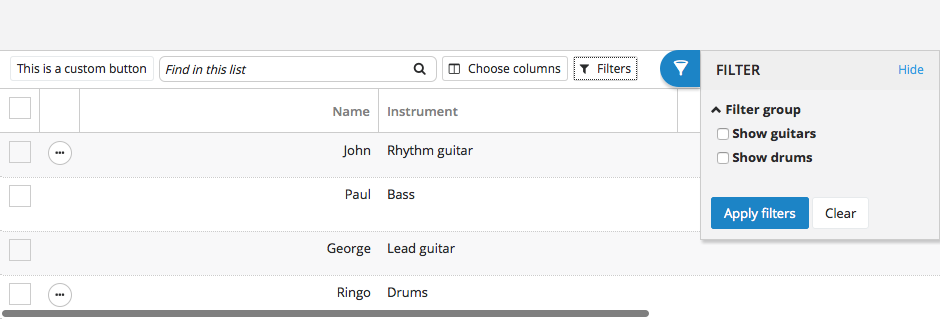 This is a custom button
Find in this list
Choose columns
Filters
FILTER
Hide
Name
Instrument
Filter group
Show guitars
Show drums
John
Rhythm guitar
Paul
Bass
Apply filters
Clear
George
Lead guitar
Ringo
Drums